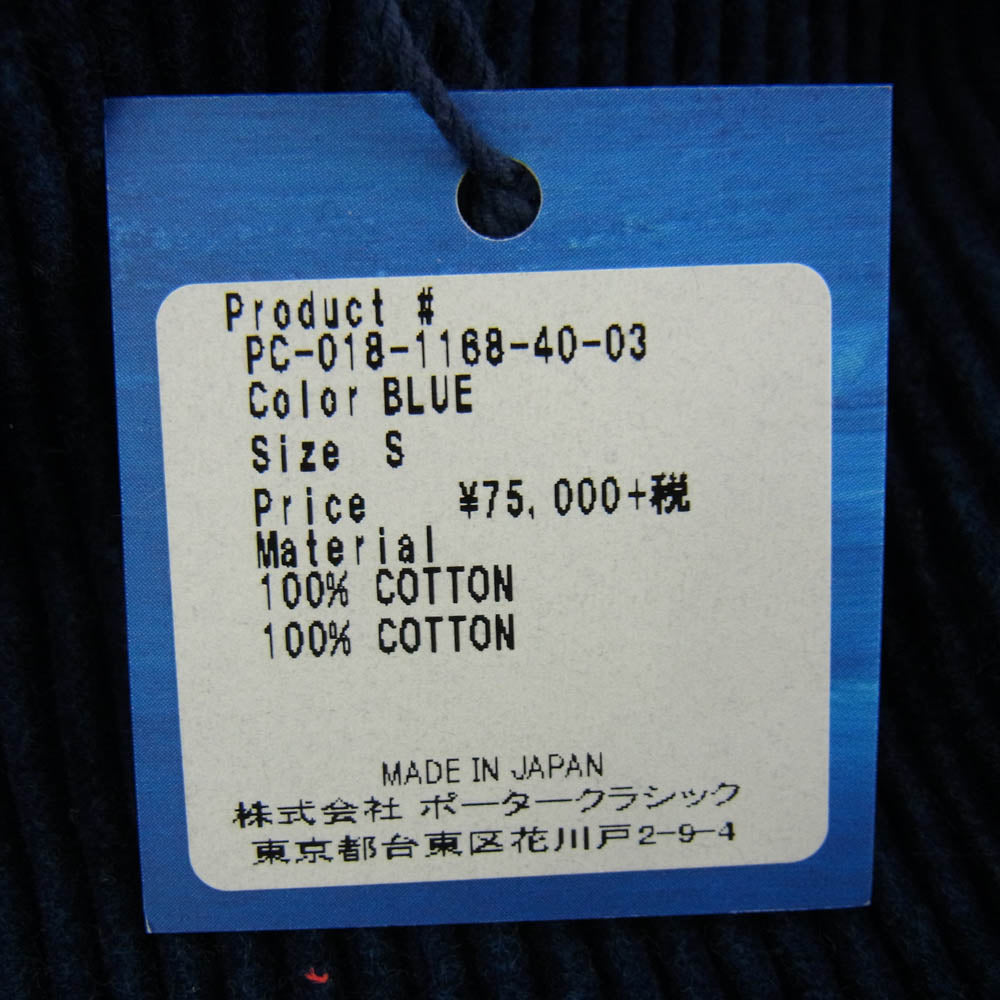 Product #
PC-018-1168-40-03
Color BLUE
Size S
Price ¥75,000+税
Material
100% COTTON
100% COTTON
MADE IN JAPAN
株式会社 ポータークラシック
東京都台東区花川戸2-9-4